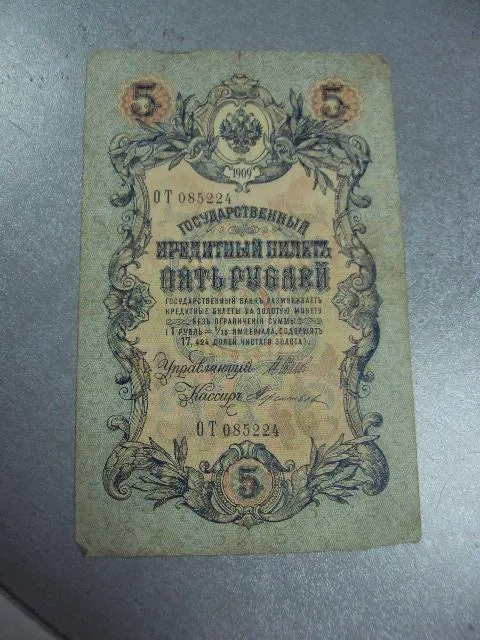 5 5
1909
ОТ 085224
ГОСУДАРСТВЕННЫЙ
КРЕДИТНЫЙ БИЛЕТЪ
ПЯТЬ РУБЛЕЙ
ГОСУДАРСТВЕННЫЙ БАНКЪ РАЗМѢНИВАЕТЪ
КРЕДИТНЫЕ БИЛЕТЫ НА ЗОЛОТУЮ МОНЕТУ
БЕЗЪ ОГРАНИЧЕНІЯ СУММЫ
(1 РУБЛЬ = 1/15 ИМПЕРІАЛА, СОДЕРЖИТЪ
17,424 ДОЛЕЙ ЧИСТАГО ЗОЛОТА).
Управляющій
Кассиръ
ОТ 085224
5